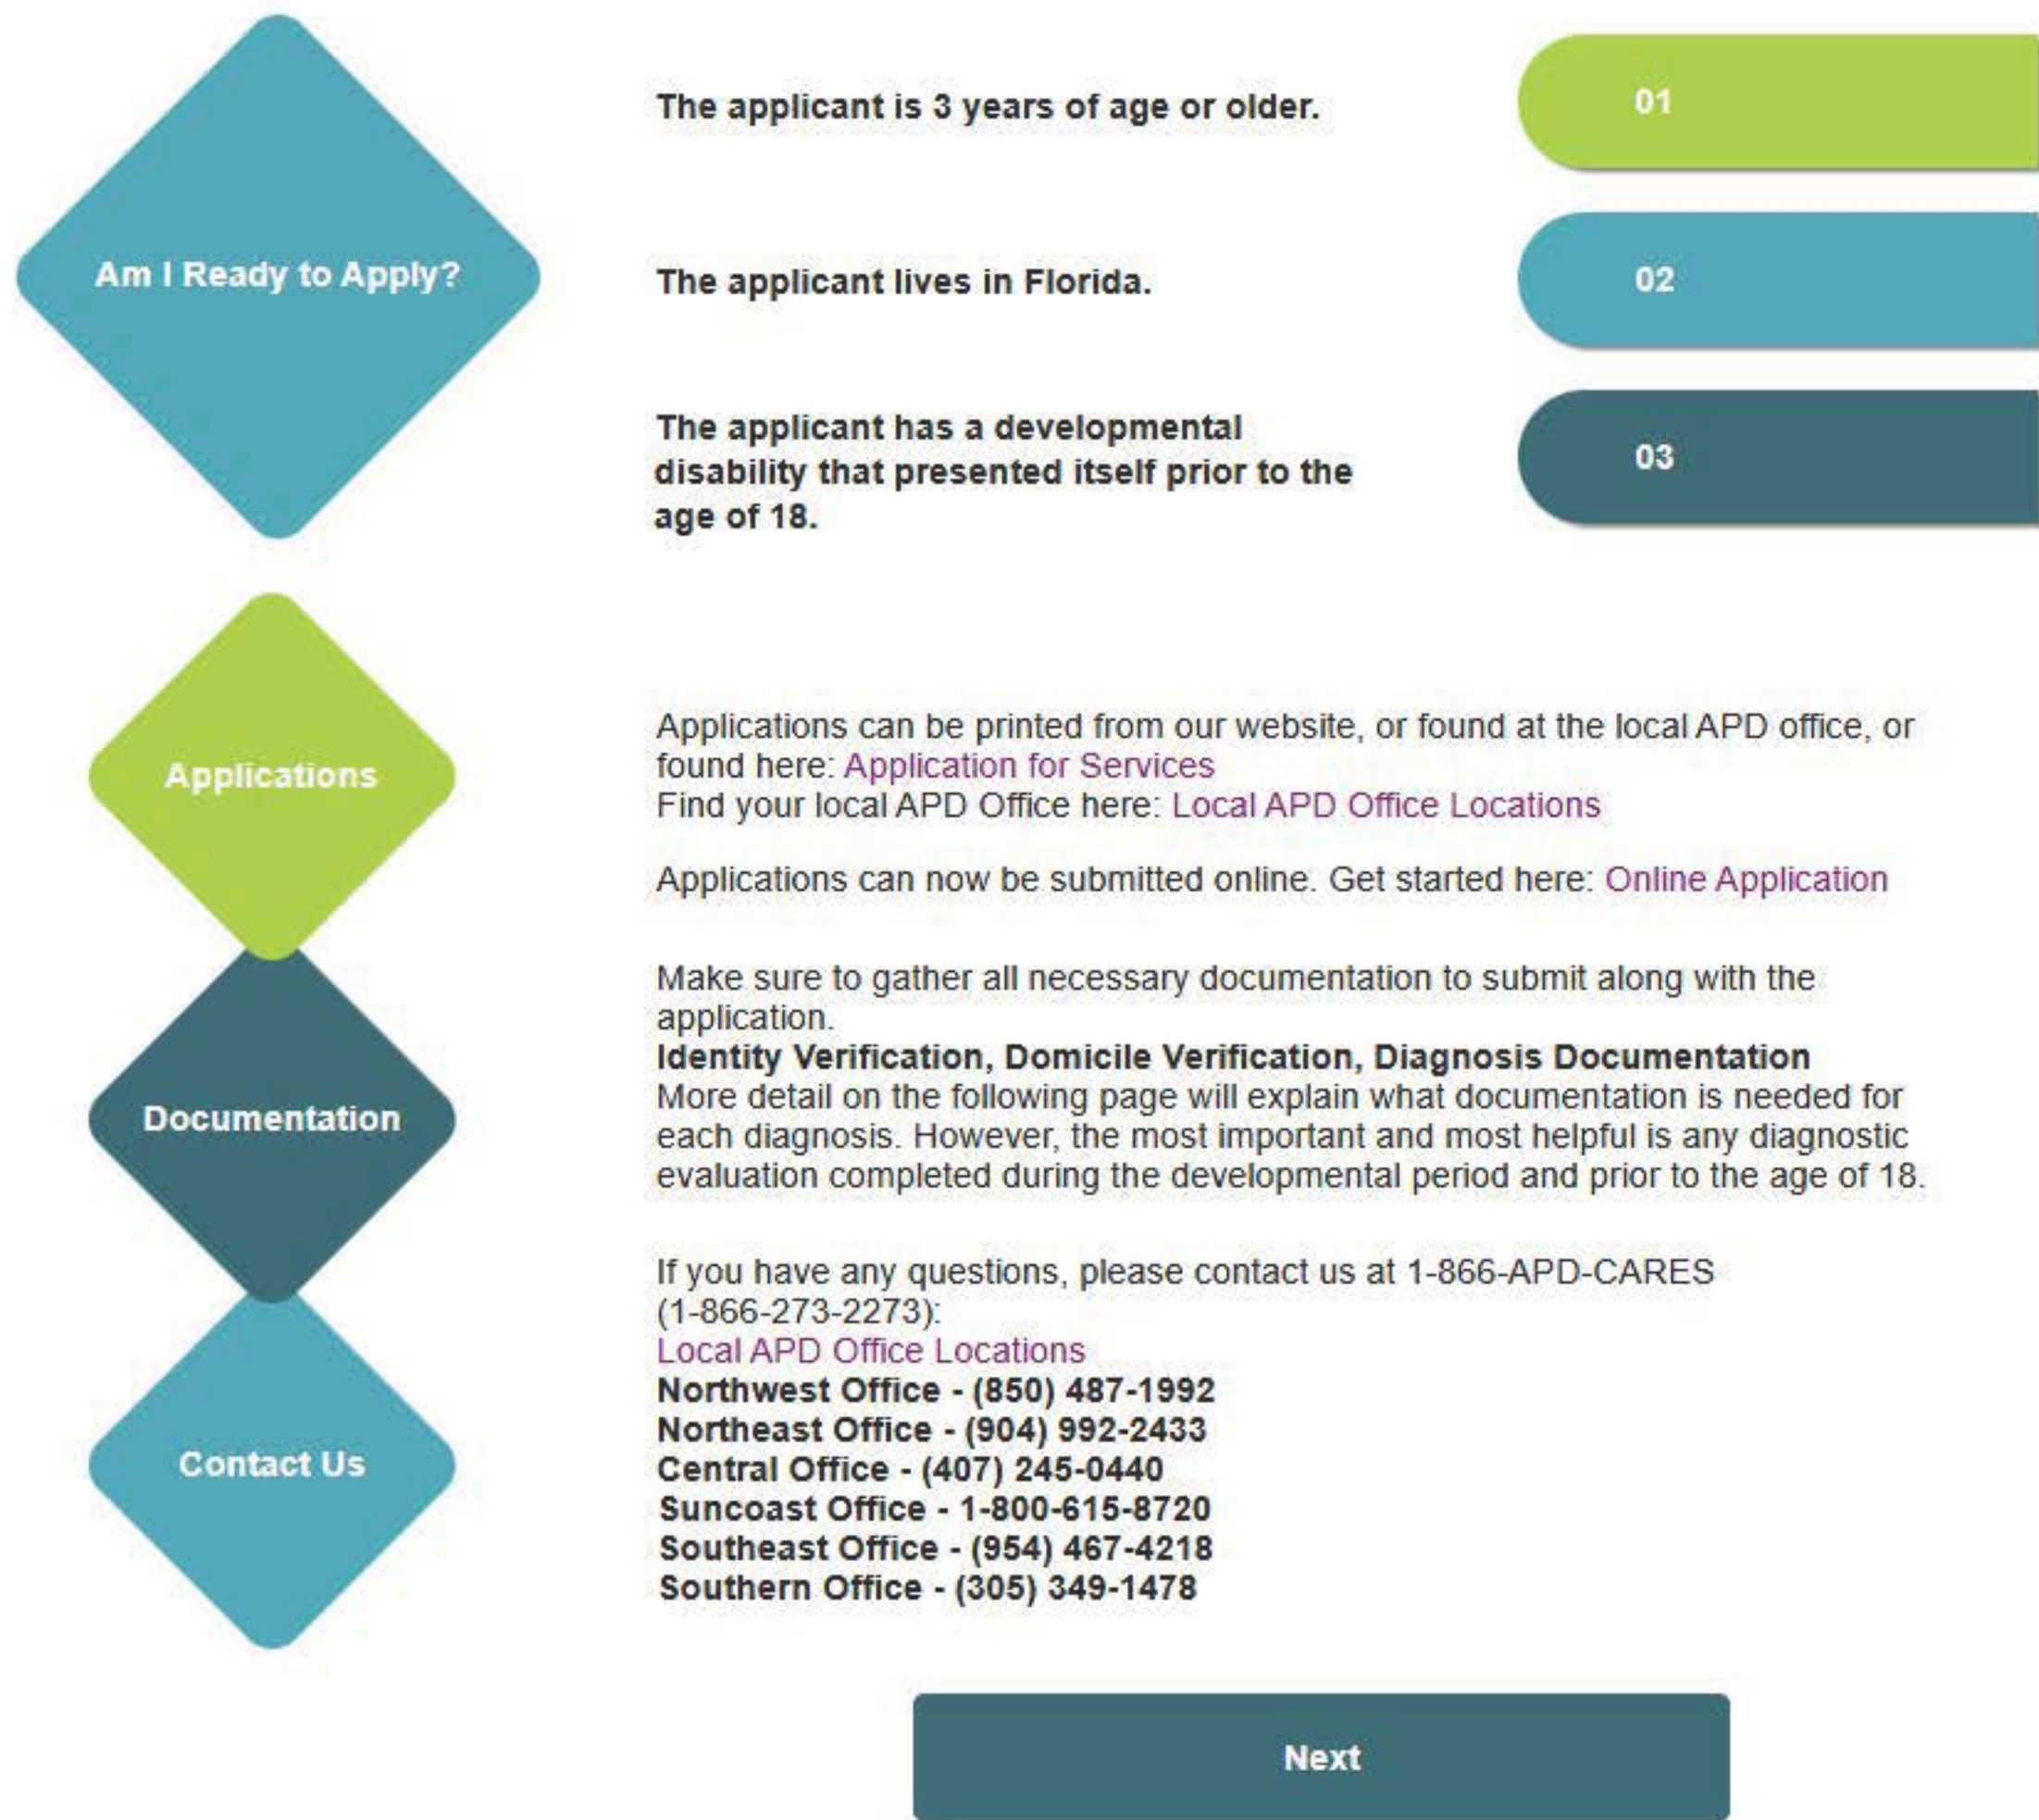 Am I Ready to Apply?
The applicant is 3 years of age or older.
01
The applicant lives in Florida.
02
The applicant has a developmental
disability that presented itself prior to the
age of 18.
03
Applications
Applications can be printed from our website, or found at the local APD office, or
found here: Application for Services
Find your local APD Office here: Local APD Office Locations
Applications can now be submitted online. Get started here: Online Application
Documentation
Make sure to gather all necessary documentation to submit along with the
application.
Identity Verification, Domicile Verification, Diagnosis Documentation
More detail on the following page will explain what documentation is needed for
each diagnosis. However, the most important and most helpful is any diagnostic
evaluation completed during the developmental period and prior to the age of 18.
Contact Us
If you have any questions, please contact us at 1-866-APD-CARES
(1-866-273-2273):
Local APD Office Locations
Northwest Office - (850) 487-1992
Northeast Office - (904) 992-2433
Central Office - (407) 245-0440
Suncoast Office - 1-800-615-8720
Southeast Office - (954) 467-4218
Southern Office - (305) 349-1478
Next